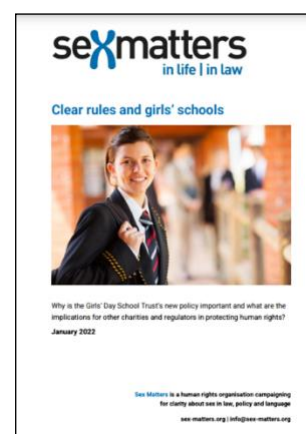 sexmatters
in life | in law
Clear rules and girls' schools
Why is the Girls' Day School Trust's new policy important and what are the
implications for other charities and regulators in protecting human rights?
January 2022
Sex Matters is a human rights organisation campaigning
for clarity about sex in law, policy and language
sex-matters.org | info@sex-matters.org